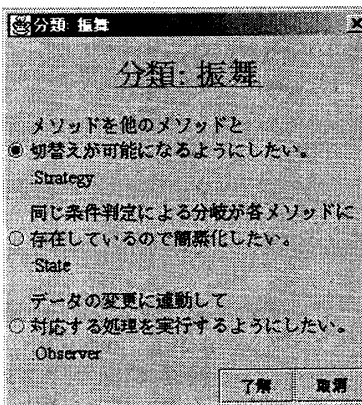 分類: 振舞
分類: 振舞
メソッドを他のメソッドと
切替えが可能になるようにしたい。
:Strategy
同じ条件判定による分岐が各メソッドに
存在しているので簡素化したい。
:State
データの変更に連動して
対応する処理を実行するようにしたい。
:Observer
了解 取消